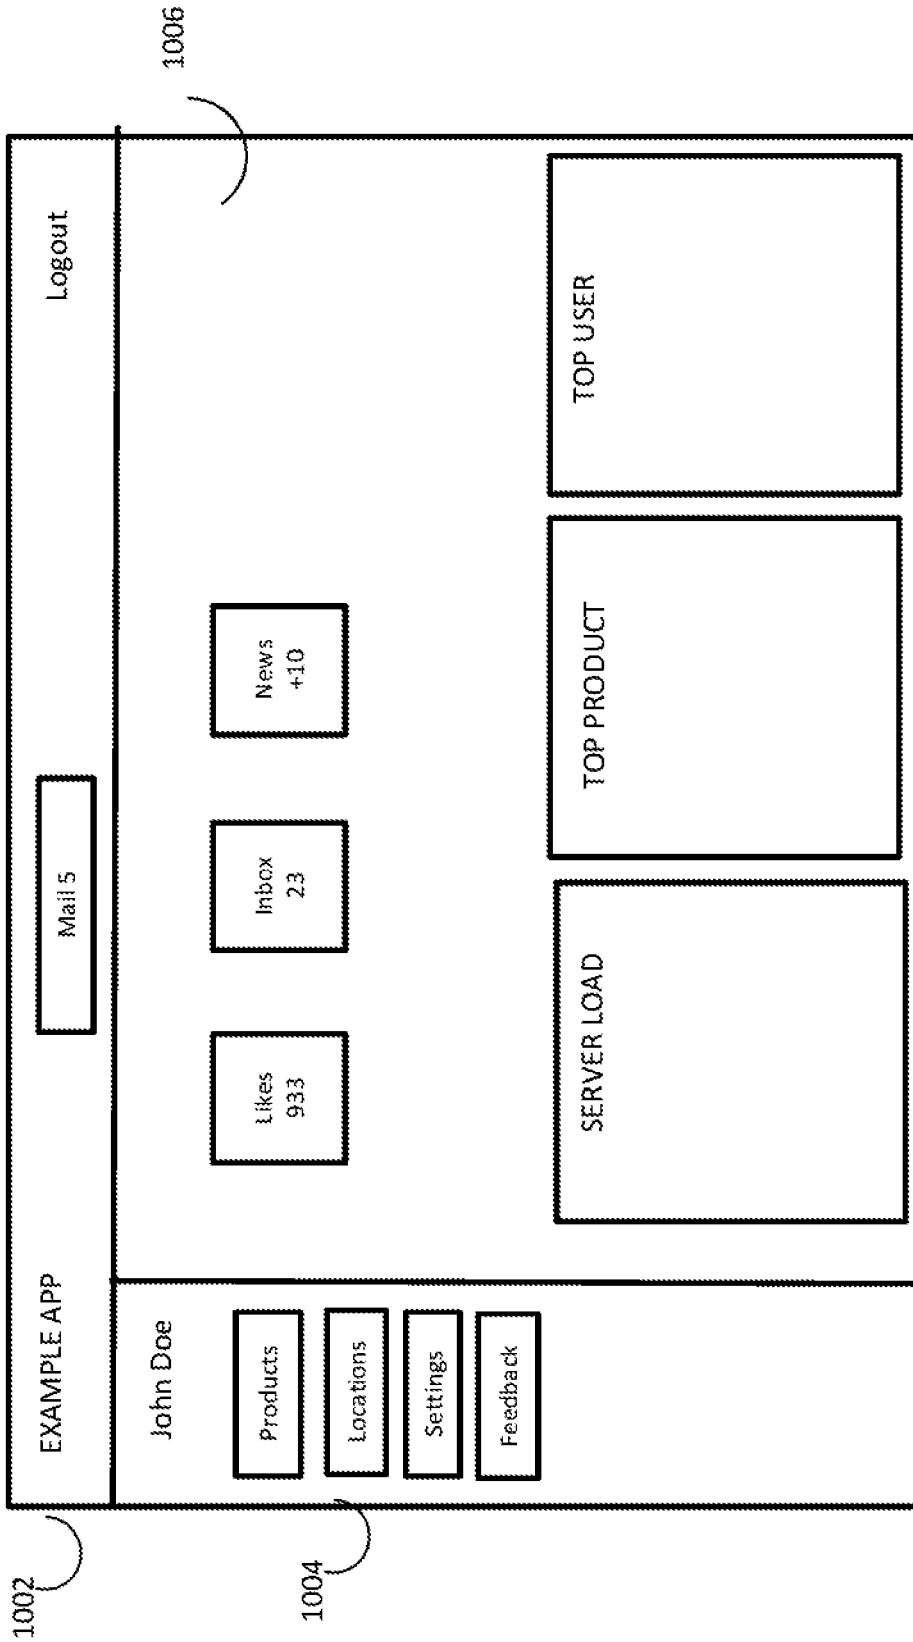 1002
EXAMPLE APP
Mail 5
Logout
1006
1004
John Doe
Products
Locations
Settings
Feedback
Likes
933
Inbox
23
News
+10
SERVER LOAD
TOP PRODUCT
TOP USER